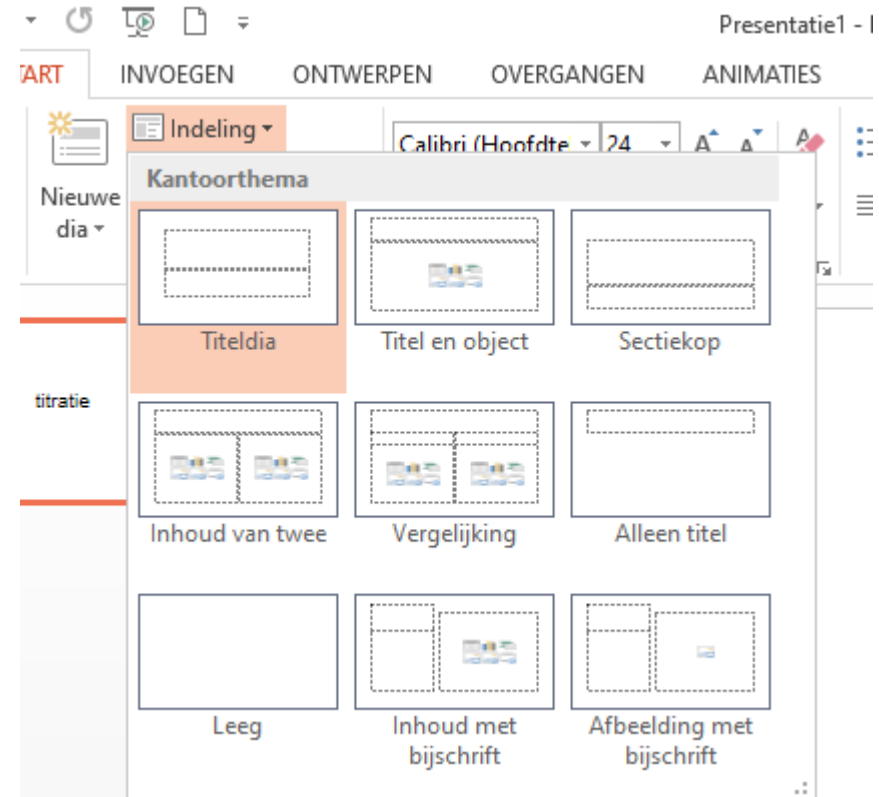 Presentatie1 -
ART INVOEGEN ONTWERPEN OVERGANGEN ANIMATIES
Indeling
Calibri (Hoofdte 24 A A
Nieuwe
dia
Kantoorthema
Titeldia Titel en object Sectiekop
titratie
Inhoud van twee Vergelijking Alleen titel
Leeg Inhoud met Afbeelding met
bijschrift bijschrift